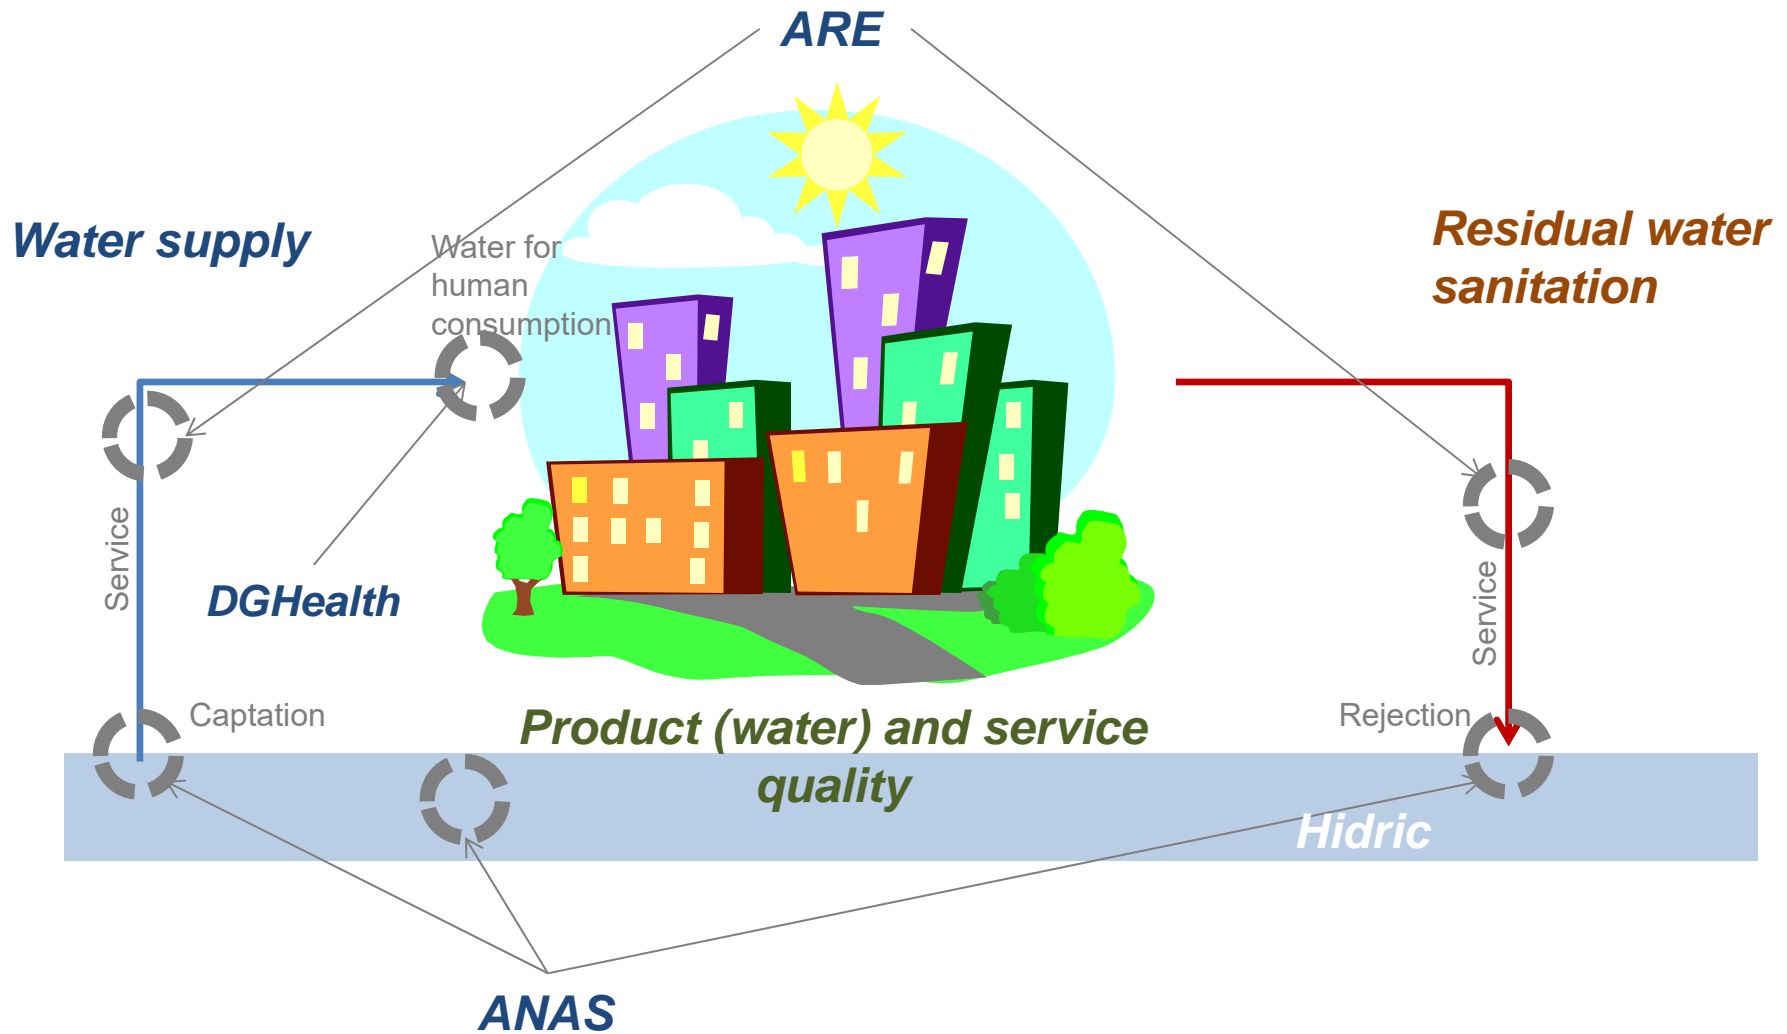 ARE
Water supply
Water for
human
consumption
Residual water
sanitation
Service
DGHealth
Service
Captation
Product (water) and service
quality
Rejection
Hidric
ANAS